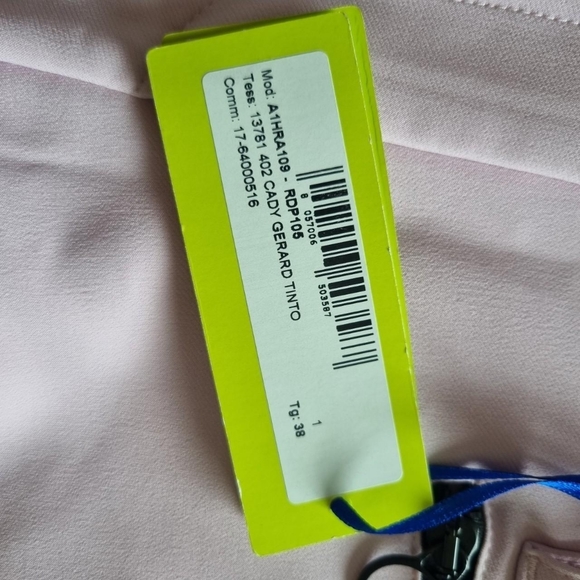 Mod: A1HRA109 - RDP105
Tess: 13781 402 CADY GERARD TINTO
Comm: 17-64000516
8 057006 503587
1
Tg: 38